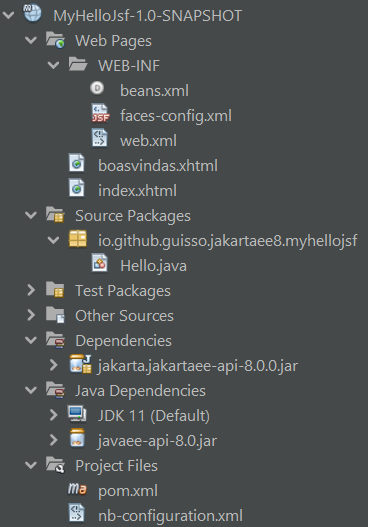 MyHelloJsf-1.0-SNAPSHOT
Web Pages
WEB-INF
beans.xml
faces-config.xml
web.xml
boasvindas.xhtml
index.xhtml
Source Packages
io.github.guisso.jakartaee8.myhellojsf
Hello.java
Test Packages
Other Sources
Dependencies
jakarta.jakartaee-api-8.0.0.jar
Java Dependencies
JDK 11 (Default)
javaee-api-8.0.jar
Project Files
pom.xml
nb-configuration.xml